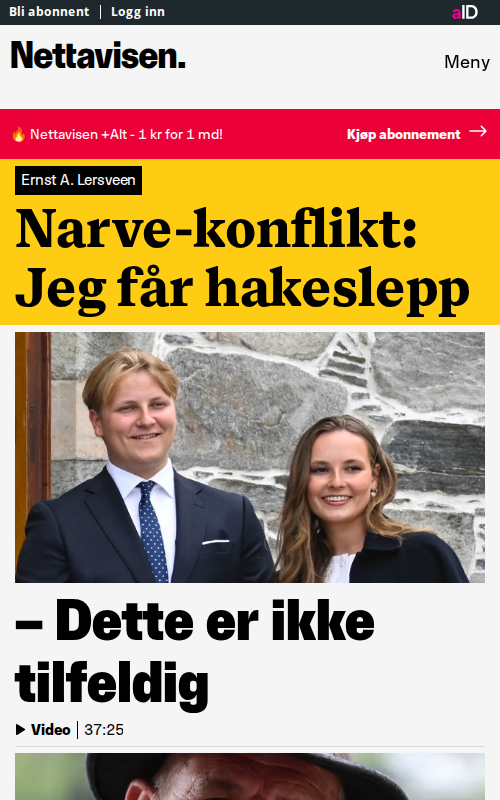 Bli abonnent | Logg inn
aID
Nettavisen.
Meny
🔥 Nettavisen +Alt - 1 kr for 1 md!
Kjøp abonnement →
Ernst A. Lersveen
Narve-konflikt:
Jeg får hakeslepp
– Dette er ikke
tilfeldig
Video | 37:25